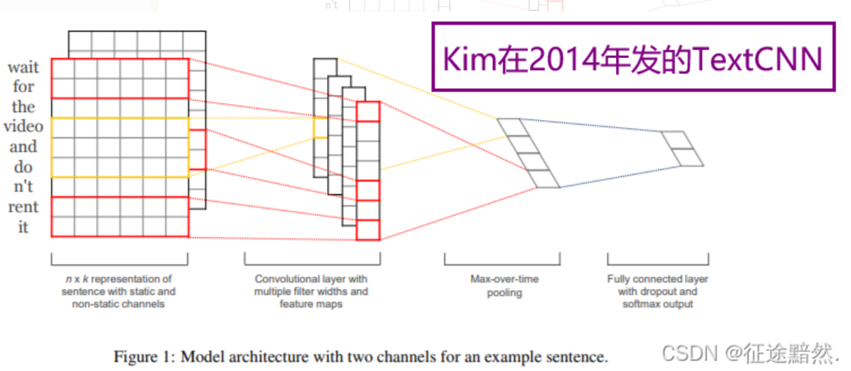 n't
Kim在2014年发的TextCNN
wait
for
the
video
and
do
n't
rent
it
n x k representation of
sentence with static and
non-static channels
Convolutional layer with
multiple filter widths and
feature maps
Max-over-time
pooling
Fully connected layer
with dropout and
softmax output
Figure 1: Model architecture with two channels for an example sentence.
CSDN @征途黯然.